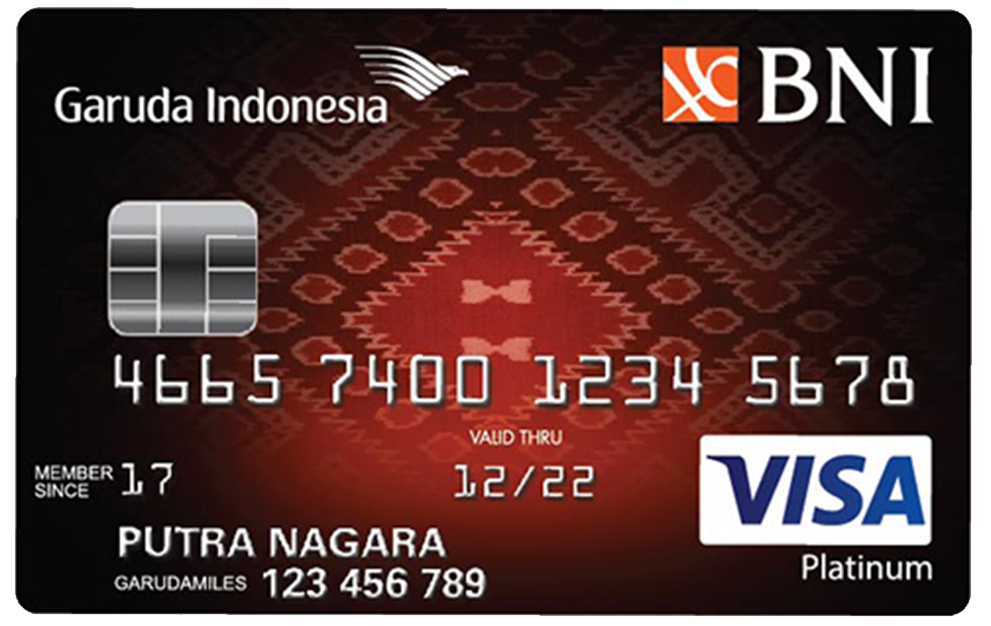 Garuda Indonesia
BNI
4665 7400 1234 5678
VALID THRU
MEMBER SINCE 17 12/22
PUTRA NAGARA
GARUDAMILES 123 456 789
VISA
Platinum